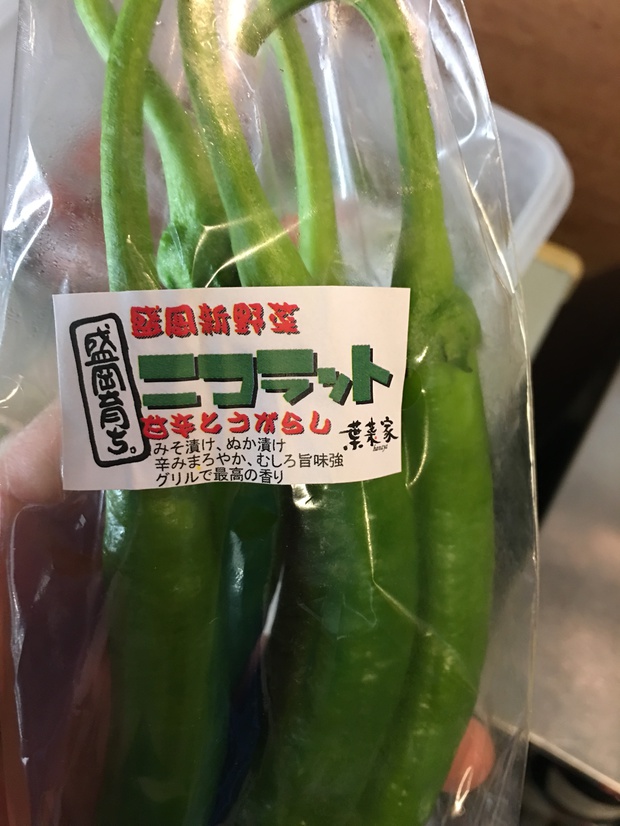 盛岡育ち。
盛岡新野菜
ニコラット
甘辛とうがらし
みそ漬け、ぬか漬け
辛みまろやか、むしろ旨味強
グリルで最高の香り
葉菜家